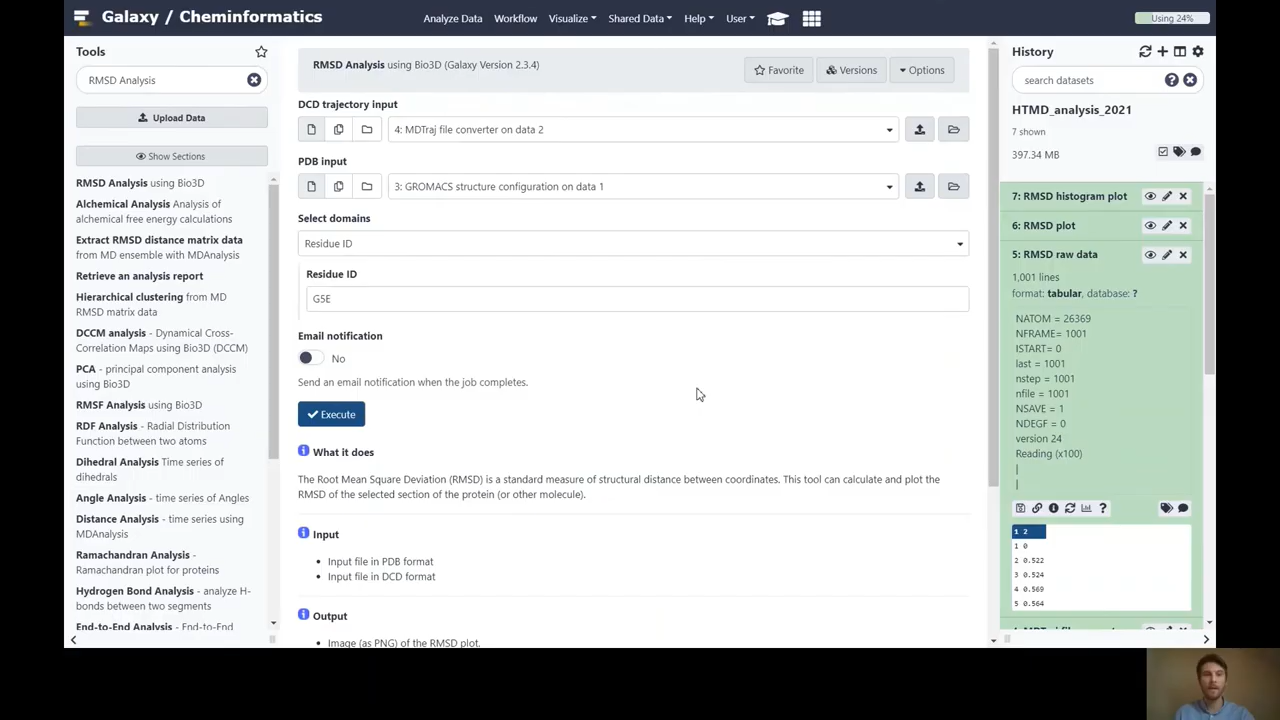 Galaxy / Cheminformatics
Analyze Data Workflow Visualize Shared Data Help User
Using 24%
Tools
RMSD Analysis
Upload Data
Show Sections
RMSD Analysis using Bio3D
Alchemical Analysis Analysis of
alchemical free energy calculations
Extract RMSD distance matrix data
from MD ensemble with MDAnalysis
Retrieve an analysis report
Hierarchical clustering from MD
RMSD matrix data
DCCM analysis - Dynamical Cross-
Correlation Maps using Bio3D (DCCM)
PCA - principal component analysis
using Bio3D
RMSF Analysis using Bio3D
RDF Analysis - Radial Distribution
Function between two atoms
Dihedral Analysis Time series of
dihedrals
Angle Analysis - time series of Angles
Distance Analysis - time series using
MDAnalysis
Ramachandran Analysis -
Ramachandran plot for proteins
Hydrogen Bond Analysis - analyze H-
bonds between two segments
End-to-End Analysis - End-to-End
RMSD Analysis using Bio3D (Galaxy Version 2.3.4)
Favorite
Versions
Options
DCD trajectory input
4: MDTraj file converter on data 2
PDB input
3: GROMACS structure configuration on data 1
Select domains
Residue ID
Residue ID
G5E
Email notification
No
Send an email notification when the job completes.
Execute
What it does
The Root Mean Square Deviation (RMSD) is a standard measure of structural distance between coordinates. This tool can calculate and plot the
RMSD of the selected section of the protein (or other molecule).
Input
• Input file in PDB format
• Input file in DCD format
Output
• Image (as PNG) of the RMSD plot.
History
search datasets
HTMD_analysis_2021
7 shown
397.34 MB
7: RMSD histogram plot
6: RMSD plot
5: RMSD raw data
1,001 lines
format: tabular, database: ?
NATOM = 26369
NFRAME= 1001
ISTART= 0
last = 1001
nstep = 1001
nfile = 1001
NSAVE = 1
NDEGF = 0
version 24
Reading (x100)
|
|
1 2
1 0
2 0.522
3 0.524
4 0.569
5 0.564